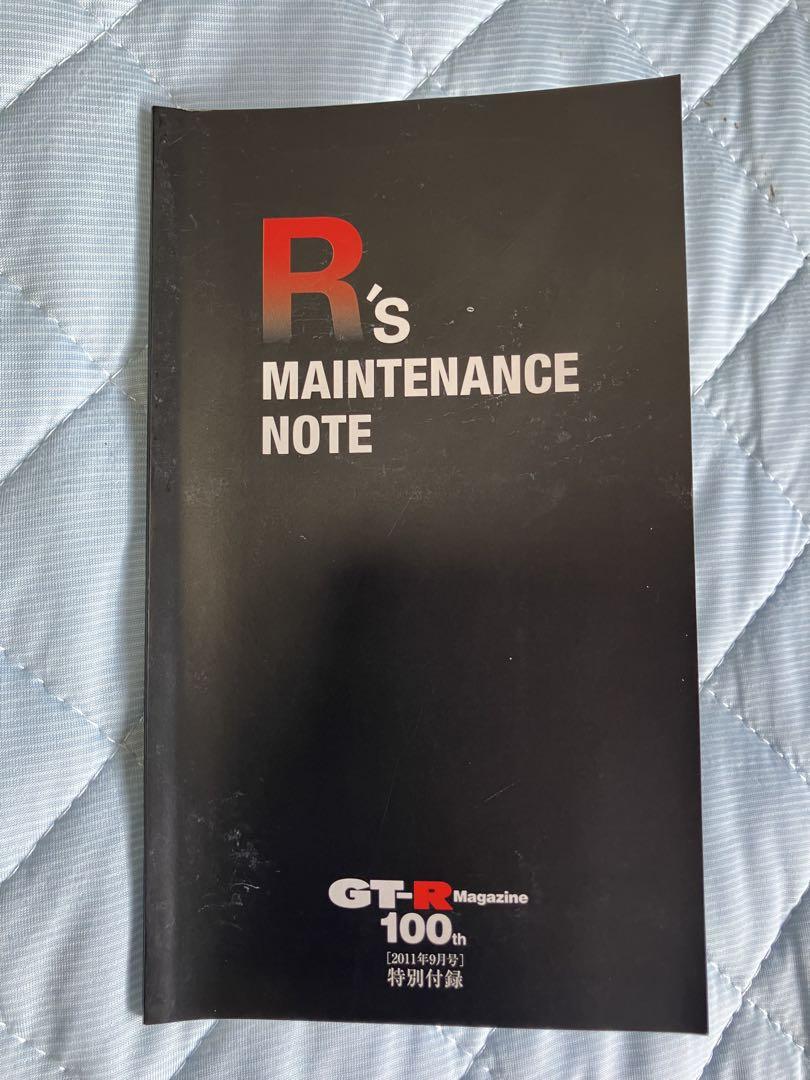 R's
MAINTENANCE
NOTE
GT-R Magazine
100th
[2011年9月号]
特別付録